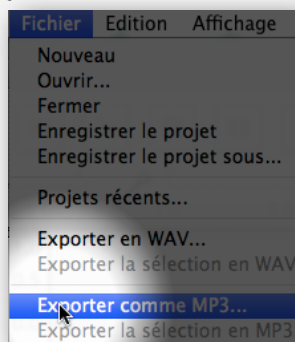 Fichier Edition Affichage
Nouveau
Ouvrir...
Fermer
Enregistrer le projet
Enregistrer le projet sous...
Projets récents...
Exporter en WAV...
Exporter la sélection en WAV
Exporter comme MP3...
Exporter la sélection en MP3